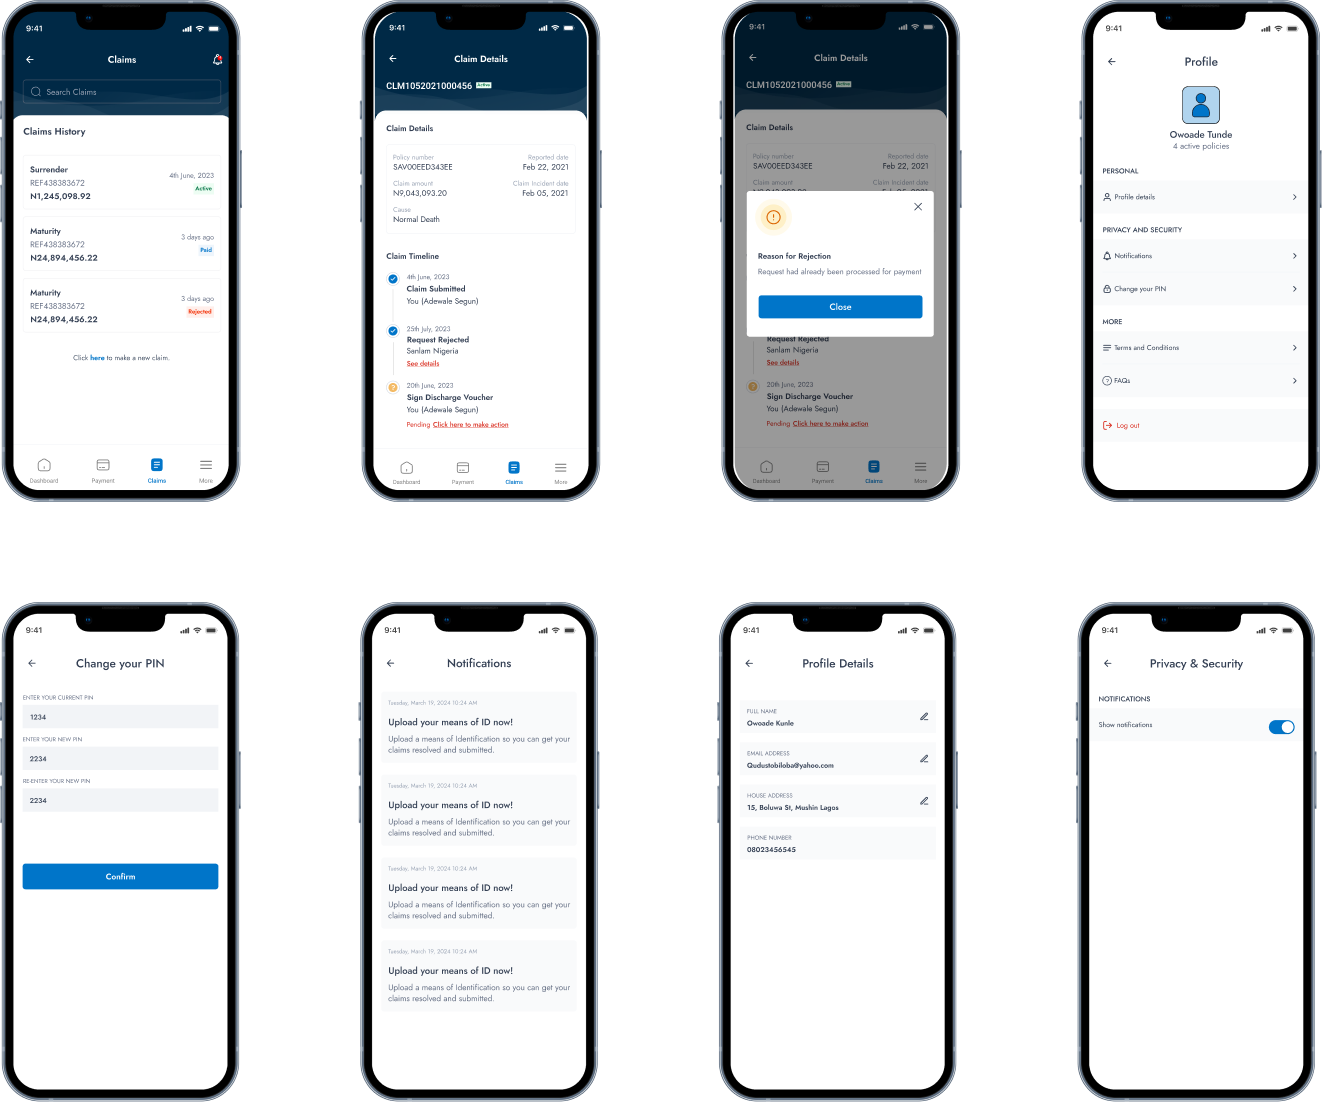 9:41
Claims
Search Claims
Claims History
Surrender
REF438383672
N1,245,098.92
4th June, 2023
Active
Maturity
REF438383672
N24,894,456.22
3 days ago
Paid
Maturity
REF438383672
N24,894,456.22
3 days ago
Rejected
Click here to make a new claim.
Dashboard
Payment
Claims
More
9:41
Claim Details
CLM1052021000456 Active
Claim Details
Policy number
SAV00EED343EE
Reported date
Feb 22, 2021
Claim amount
N9,043,093.20
Claim Incident date
Feb 05, 2021
Cause
Normal Death
Claim Timeline
4th June, 2023
Claim Submitted
You (Adewale Segun)
25th July, 2023
Request Rejected
Sanlam Nigeria
See details
20th June, 2023
Sign Discharge Voucher
You (Adewale Segun)
Pending Click here to make action
Dashboard
Payment
Claims
More
9:41
Claim Details
CLM1052021000456 Active
Claim Details
Policy number
SAV00EED343EE
Reported date
Feb 22, 2021
Claim amount
N9,043,093.20
Claim Incident date
Feb 05, 2021
Reason for Rejection
Request had already been processed for payment
Close
Request Rejected
Sanlam Nigeria
See details
20th June, 2023
Sign Discharge Voucher
You (Adewale Segun)
Pending Click here to make action
Dashboard
Payment
Claims
More
9:41
Profile
Owoade Tunde
4 active policies
PERSONAL
Profile details
PRIVACY AND SECURITY
Notifications
Change your PIN
MORE
Terms and Conditions
FAQs
Log out
9:41
Change your PIN
ENTER YOUR CURRENT PIN
1234
ENTER YOUR NEW PIN
2234
RE-ENTER YOUR NEW PIN
2234
Confirm
9:41
Notifications
Tuesday, March 19, 2024 10:24 AM
Upload your means of ID now!
Upload a means of Identification so you can get your
claims resolved and submitted.
Tuesday, March 19, 2024 10:24 AM
Upload your means of ID now!
Upload a means of Identification so you can get your
claims resolved and submitted.
Tuesday, March 19, 2024 10:24 AM
Upload your means of ID now!
Upload a means of Identification so you can get your
claims resolved and submitted.
Tuesday, March 19, 2024 10:24 AM
Upload your means of ID now!
Upload a means of Identification so you can get your
claims resolved and submitted.
9:41
Profile Details
FULL NAME
Owoade Kunle
EMAIL ADDRESS
Qudustobiloba@yahoo.com
HOUSE ADDRESS
15, Boluwa St, Mushin Lagos
PHONE NUMBER
08023456545
9:41
Privacy & Security
NOTIFICATIONS
Show notifications